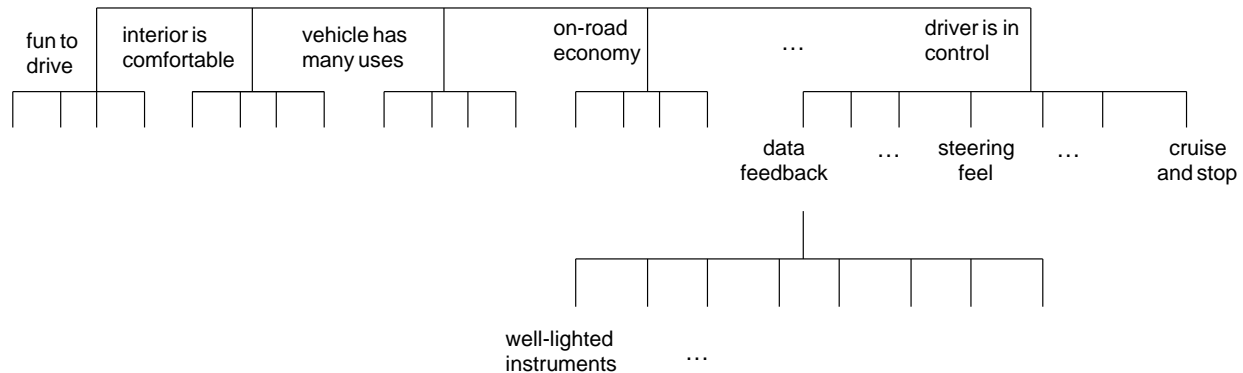 fun to
drive
interior is
comfortable
vehicle has
many uses
on-road
economy
…
driver is in
control
data
feedback
…
steering
feel
…
cruise
and stop
well-lighted
instruments
…